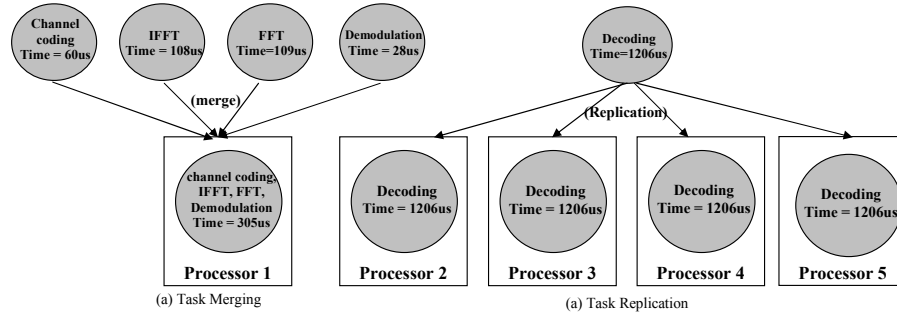 Channel
coding
Time = 60us
IFFT
Time = 108us
FFT
Time=109us
Demodulation
Time = 28us
(merge)
channel coding,
IFFT, FFT,
Demodulation
Time = 305us
Processor 1
(a) Task Merging
Decoding
Time=1206us
(Replication)
Decoding
Time = 1206us
Processor 2
Decoding
Time = 1206us
Processor 3
Decoding
Time = 1206us
Processor 4
Decoding
Time = 1206us
Processor 5
(a) Task Replication